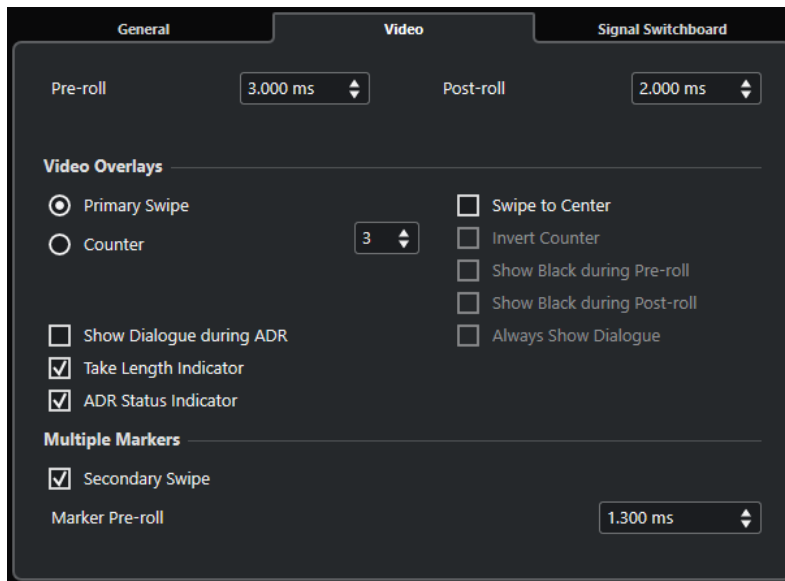 General Video Signal Switchboard
Pre-roll 3.000 ms Post-roll 2.000 ms
Video Overlays
Primary Swipe Swipe to Center
Counter 3 Invert Counter
Show Black during Pre-roll
Show Black during Post-roll
Show Dialogue during ADR Always Show Dialogue
Take Length Indicator
ADR Status Indicator
Multiple Markers
Secondary Swipe
Marker Pre-roll 1.300 ms